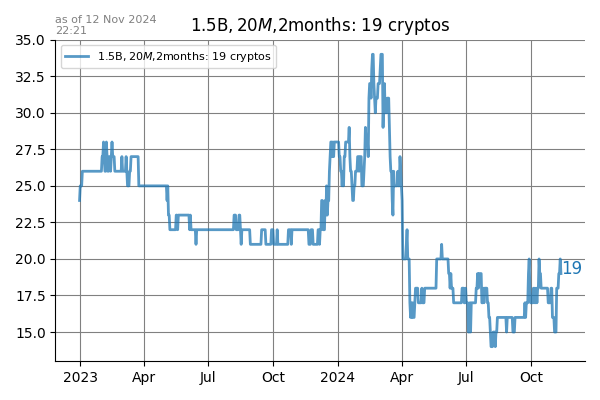 as of 12 Nov 2024
22:21
1.5B, 20M,2months: 19 cryptos
1.5B, 20M,2months: 19 cryptos
35.0
32.5
30.0
27.5
25.0
22.5
20.0
17.5
15.0
19
2023 Apr Jul Oct 2024 Apr Jul Oct